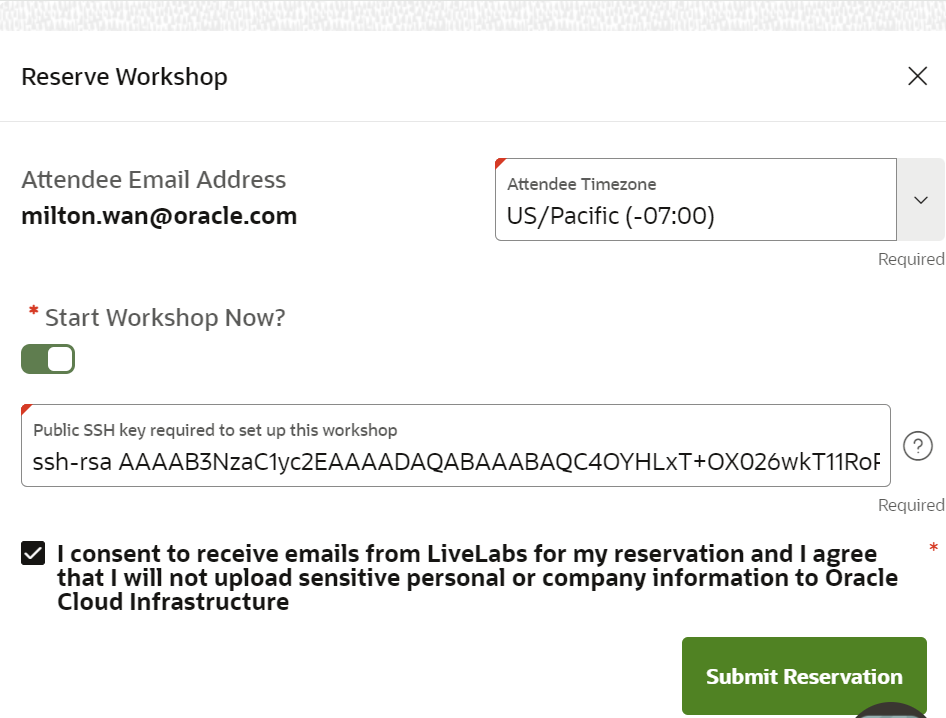 Reserve Workshop
Attendee Email Address
milton.wan@oracle.com
Attendee Timezone
US/Pacific (-07:00)
Required
* Start Workshop Now?
Public SSH key required to set up this workshop
ssh-rsa AAAAB3NzaC1yc2EAAAADAQABAAABAQC4OYHLxT+OX026wkT11RoF
?
Required
I consent to receive emails from LiveLabs for my reservation and I agree *
that I will not upload sensitive personal or company information to Oracle
Cloud Infrastructure
Submit Reservation